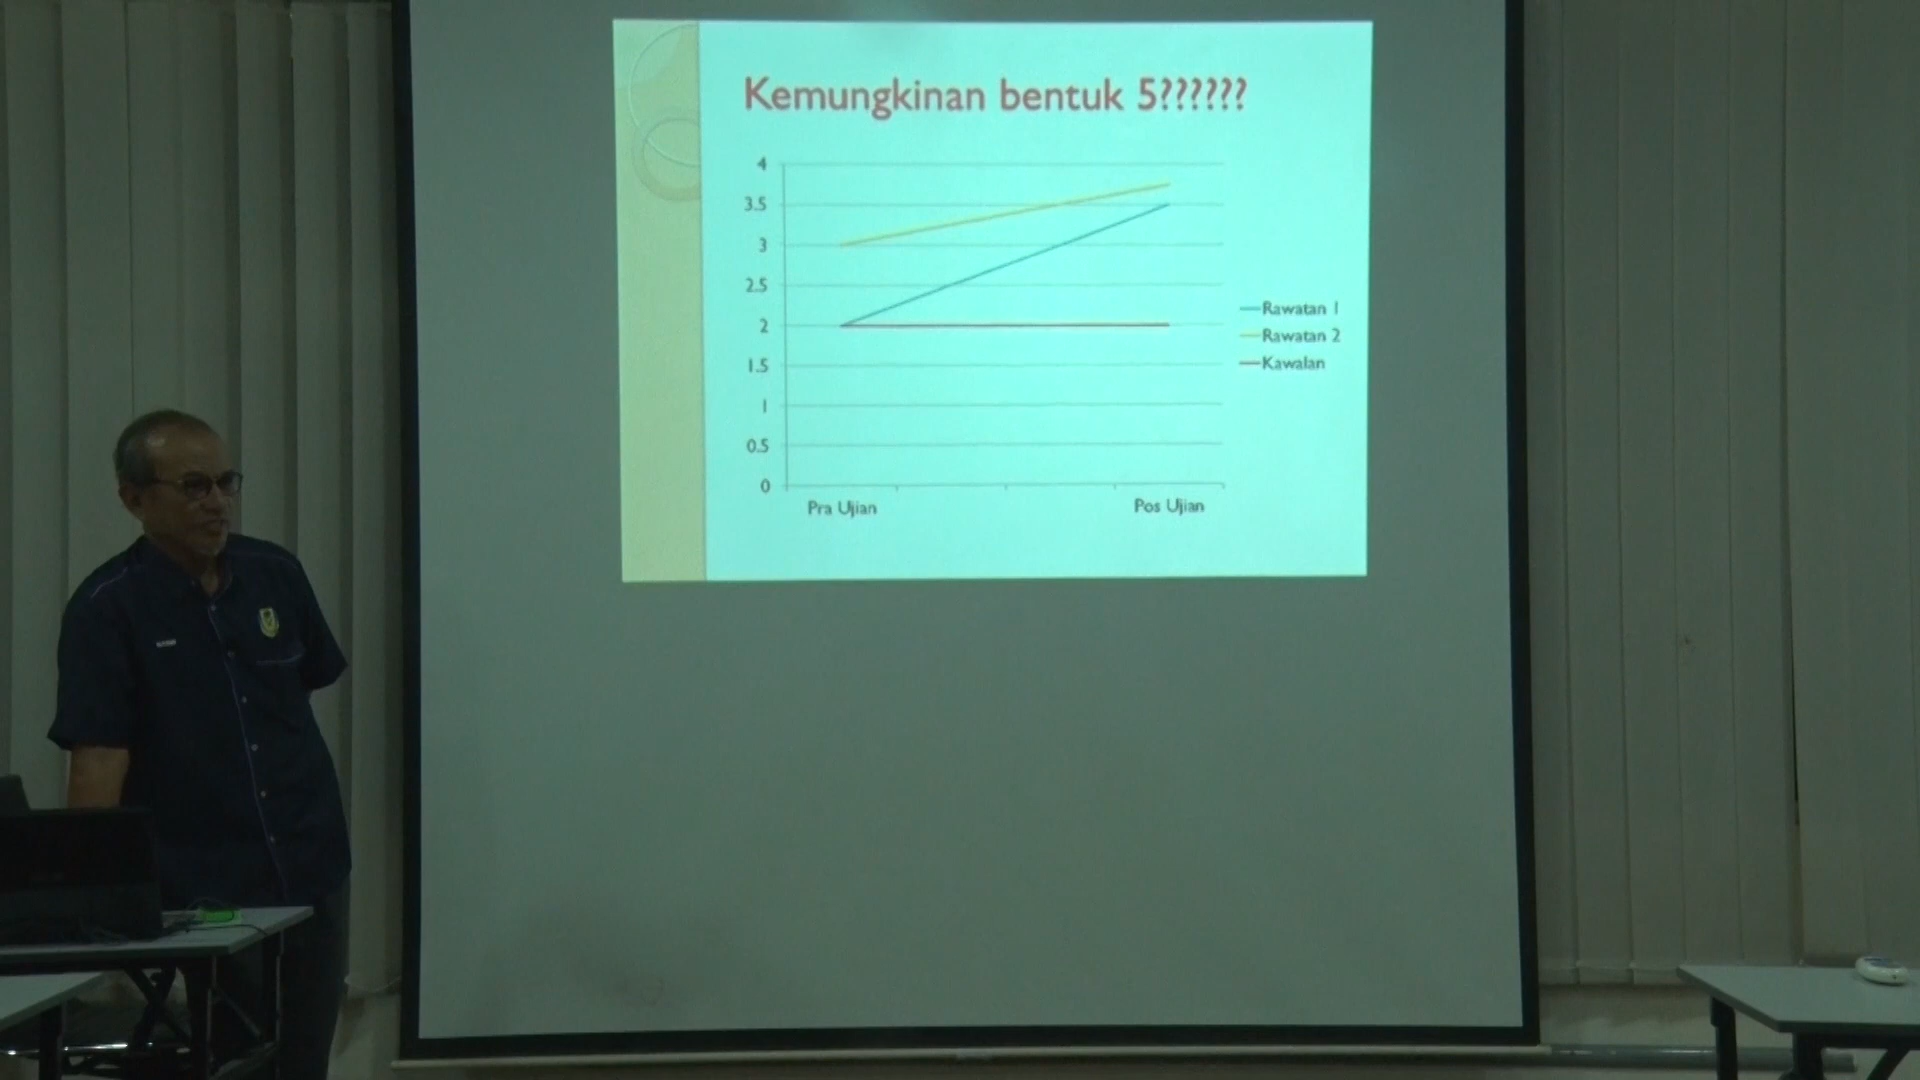 Kemungkinan bentuk 5??????
4
3.5
3
2.5
2
1.5
1
0.5
0
Pra Ujian
Pos Ujian
Rawatan 1
Rawatan 2
Kawalan